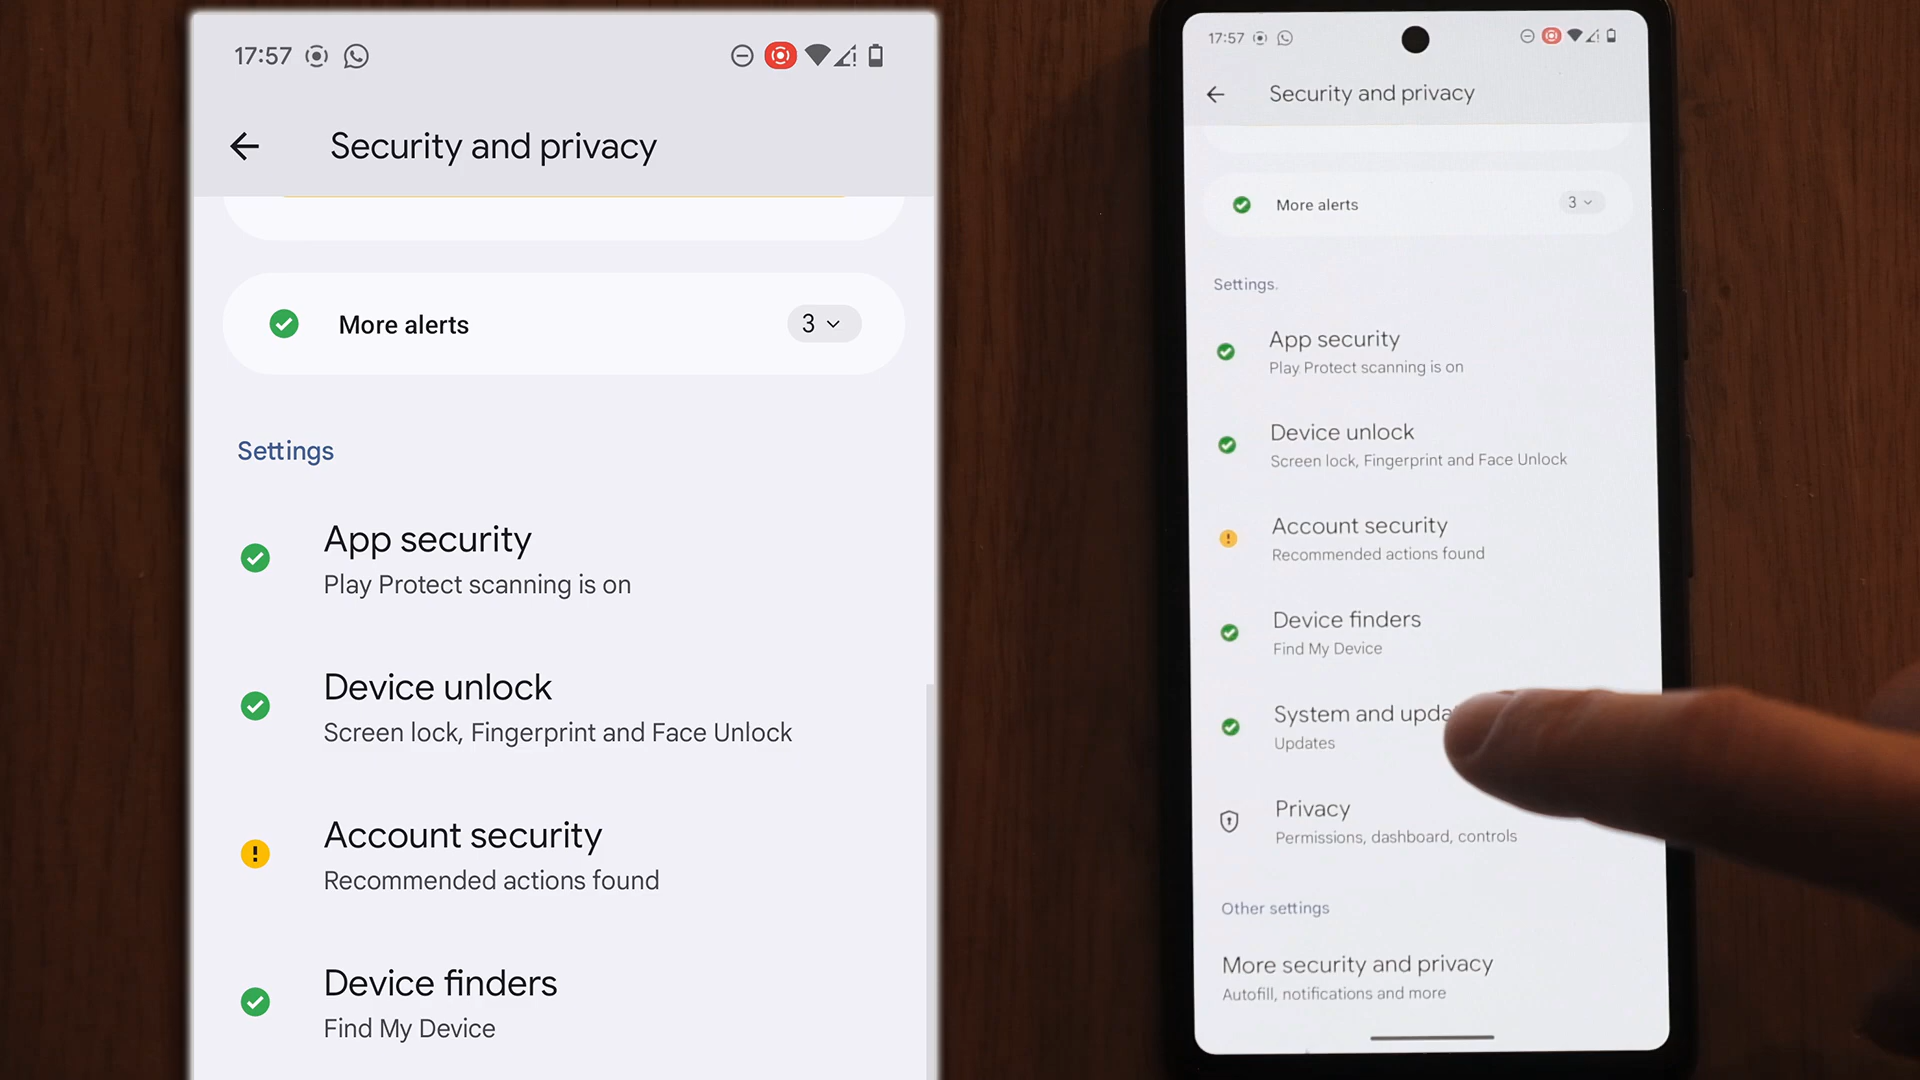 17:57
Security and privacy
More alerts
3
Settings
App security
Play Protect scanning is on
Device unlock
Screen lock, Fingerprint and Face Unlock
Account security
Recommended actions found
Device finders
Find My Device
17:57
Security and privacy
More alerts
3
Settings
App security
Play Protect scanning is on
Device unlock
Screen lock, Fingerprint and Face Unlock
Account security
Recommended actions found
Device finders
Find My Device
System and upda
Updates
Privacy
Permissions, dashboard, controls
Other settings
More security and privacy
Autofill, notifications and more